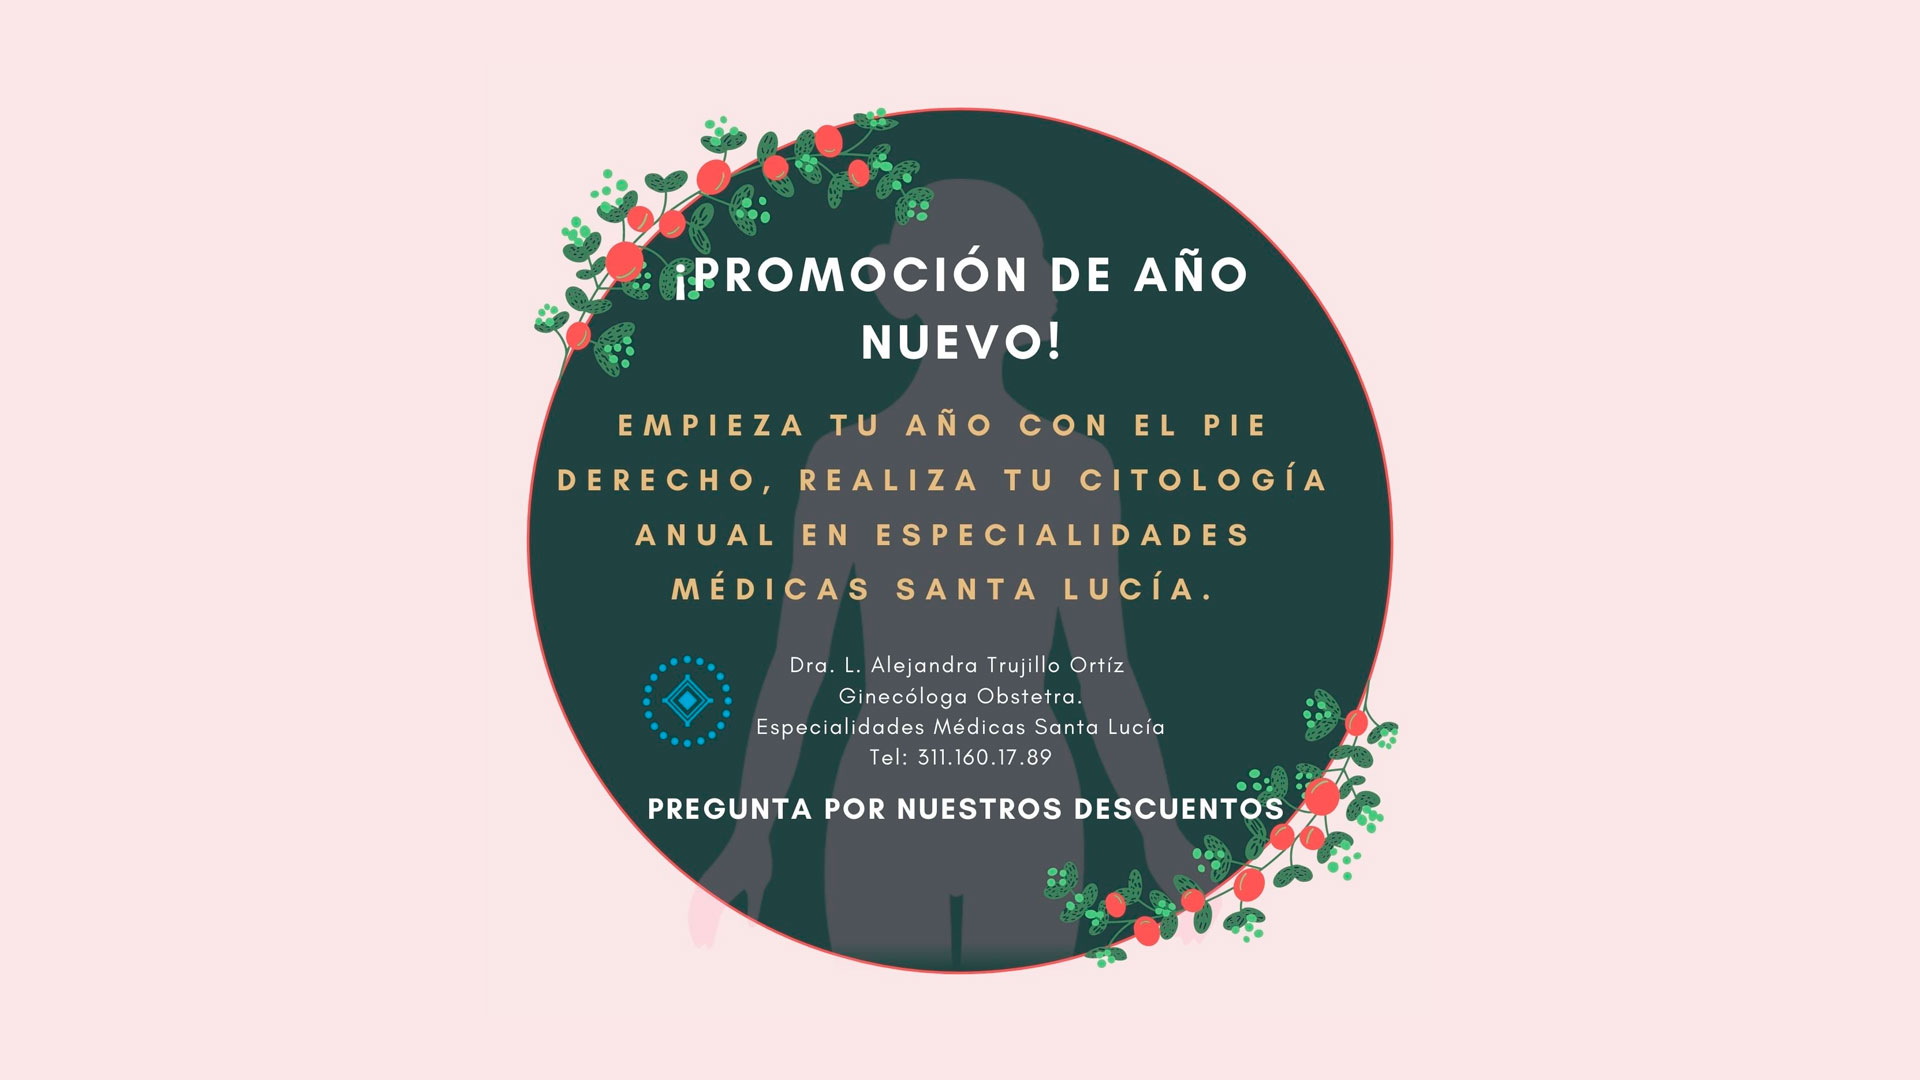 ¡PROMOCIÓN DE AÑO
NUEVO!
EMPIEZA TU AÑO CON EL PIE
DERECHO, REALIZA TU CITOLOGÍA
ANUAL EN ESPECIALIDADES
MÉDICAS SANTA LUCÍA.
Dra. L. Alejandra Trujillo Ortíz
Ginecóloga Obstetra.
Especialidades Médicas Santa Lucía
Tel: 311.160.17.89
PREGUNTA POR NUESTROS DESCUENTOS